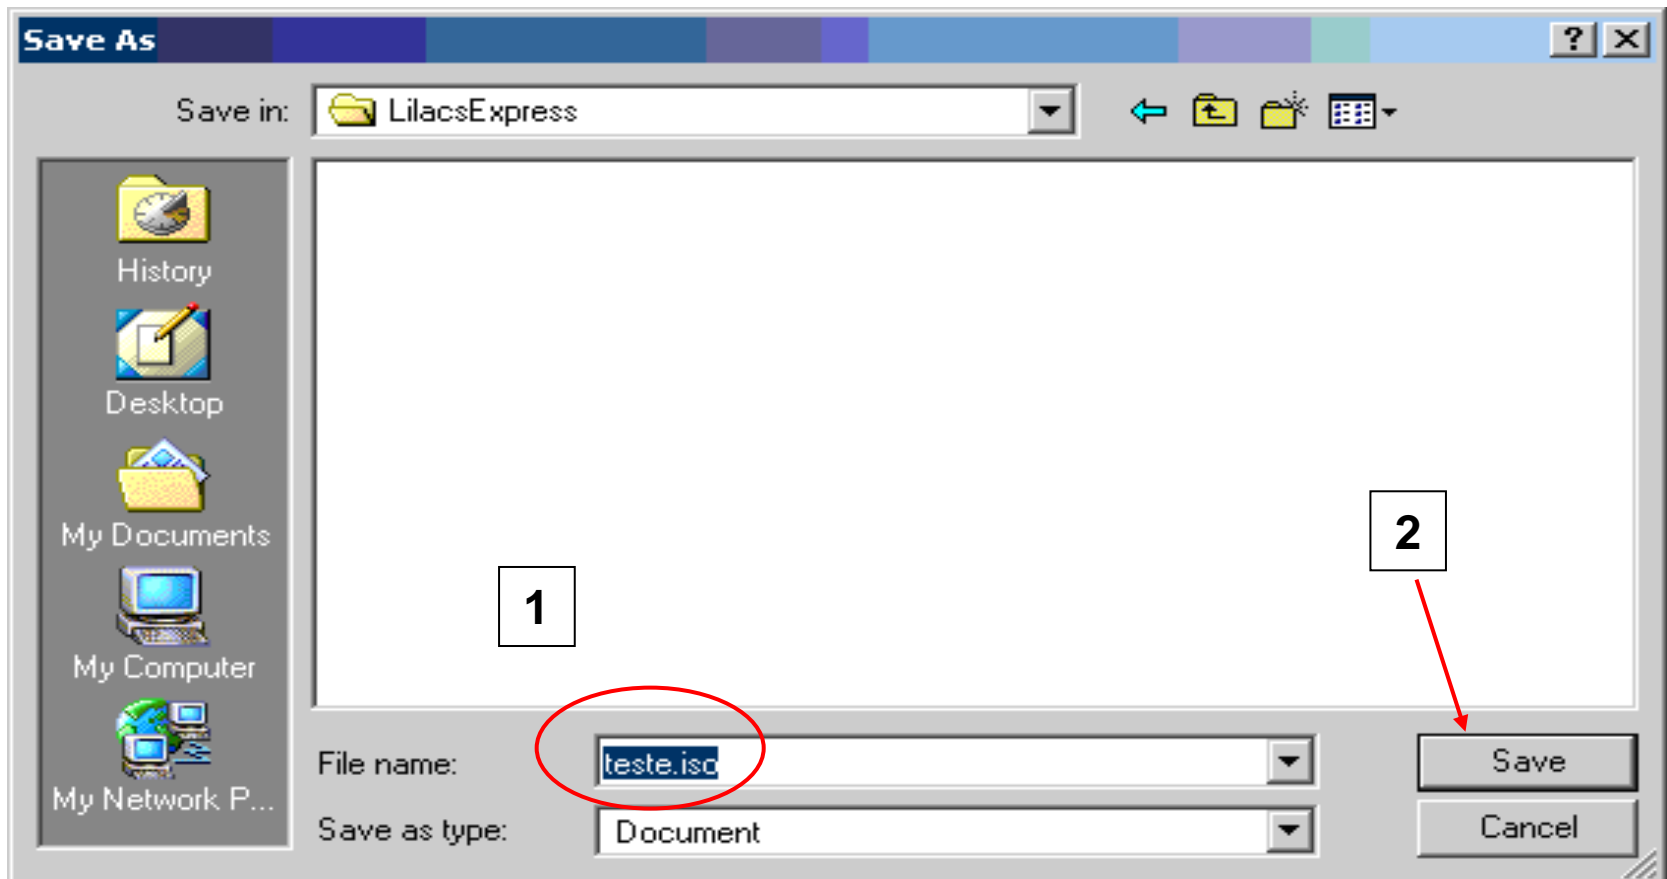 Save As
Save in: LilacsExpress
History
Desktop
My Documents
My Computer
My Network P...
1
2
File name: teste.iso
Save
Save as type: Document
Cancel